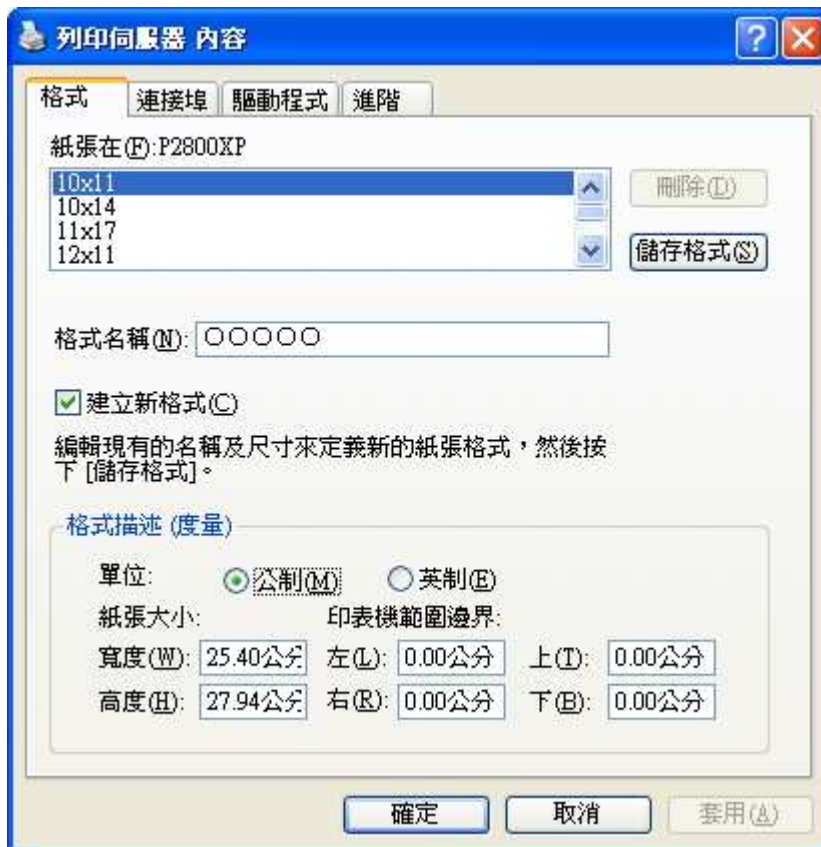 列印伺服器 內容
格式 連接埠 驅動程式 進階
紙張在(F):P2800XP
10x11
10x14
11x17
12x11
刪除(D)
儲存格式(S)
格式名稱(N): ○○○○○
建立新格式(C)
編輯現有的名稱及尺寸來定義新的紙張格式，然後按
下 [儲存格式]。
格式描述 (度量)
單位: 公制(M) 英制(E)
紙張大小: 印表機範圍邊界:
寬度(W): 25.40公分 左(L): 0.00公分 上(T): 0.00公分
高度(H): 27.94公分 右(R): 0.00公分 下(B): 0.00公分
確定 取消 套用(A)